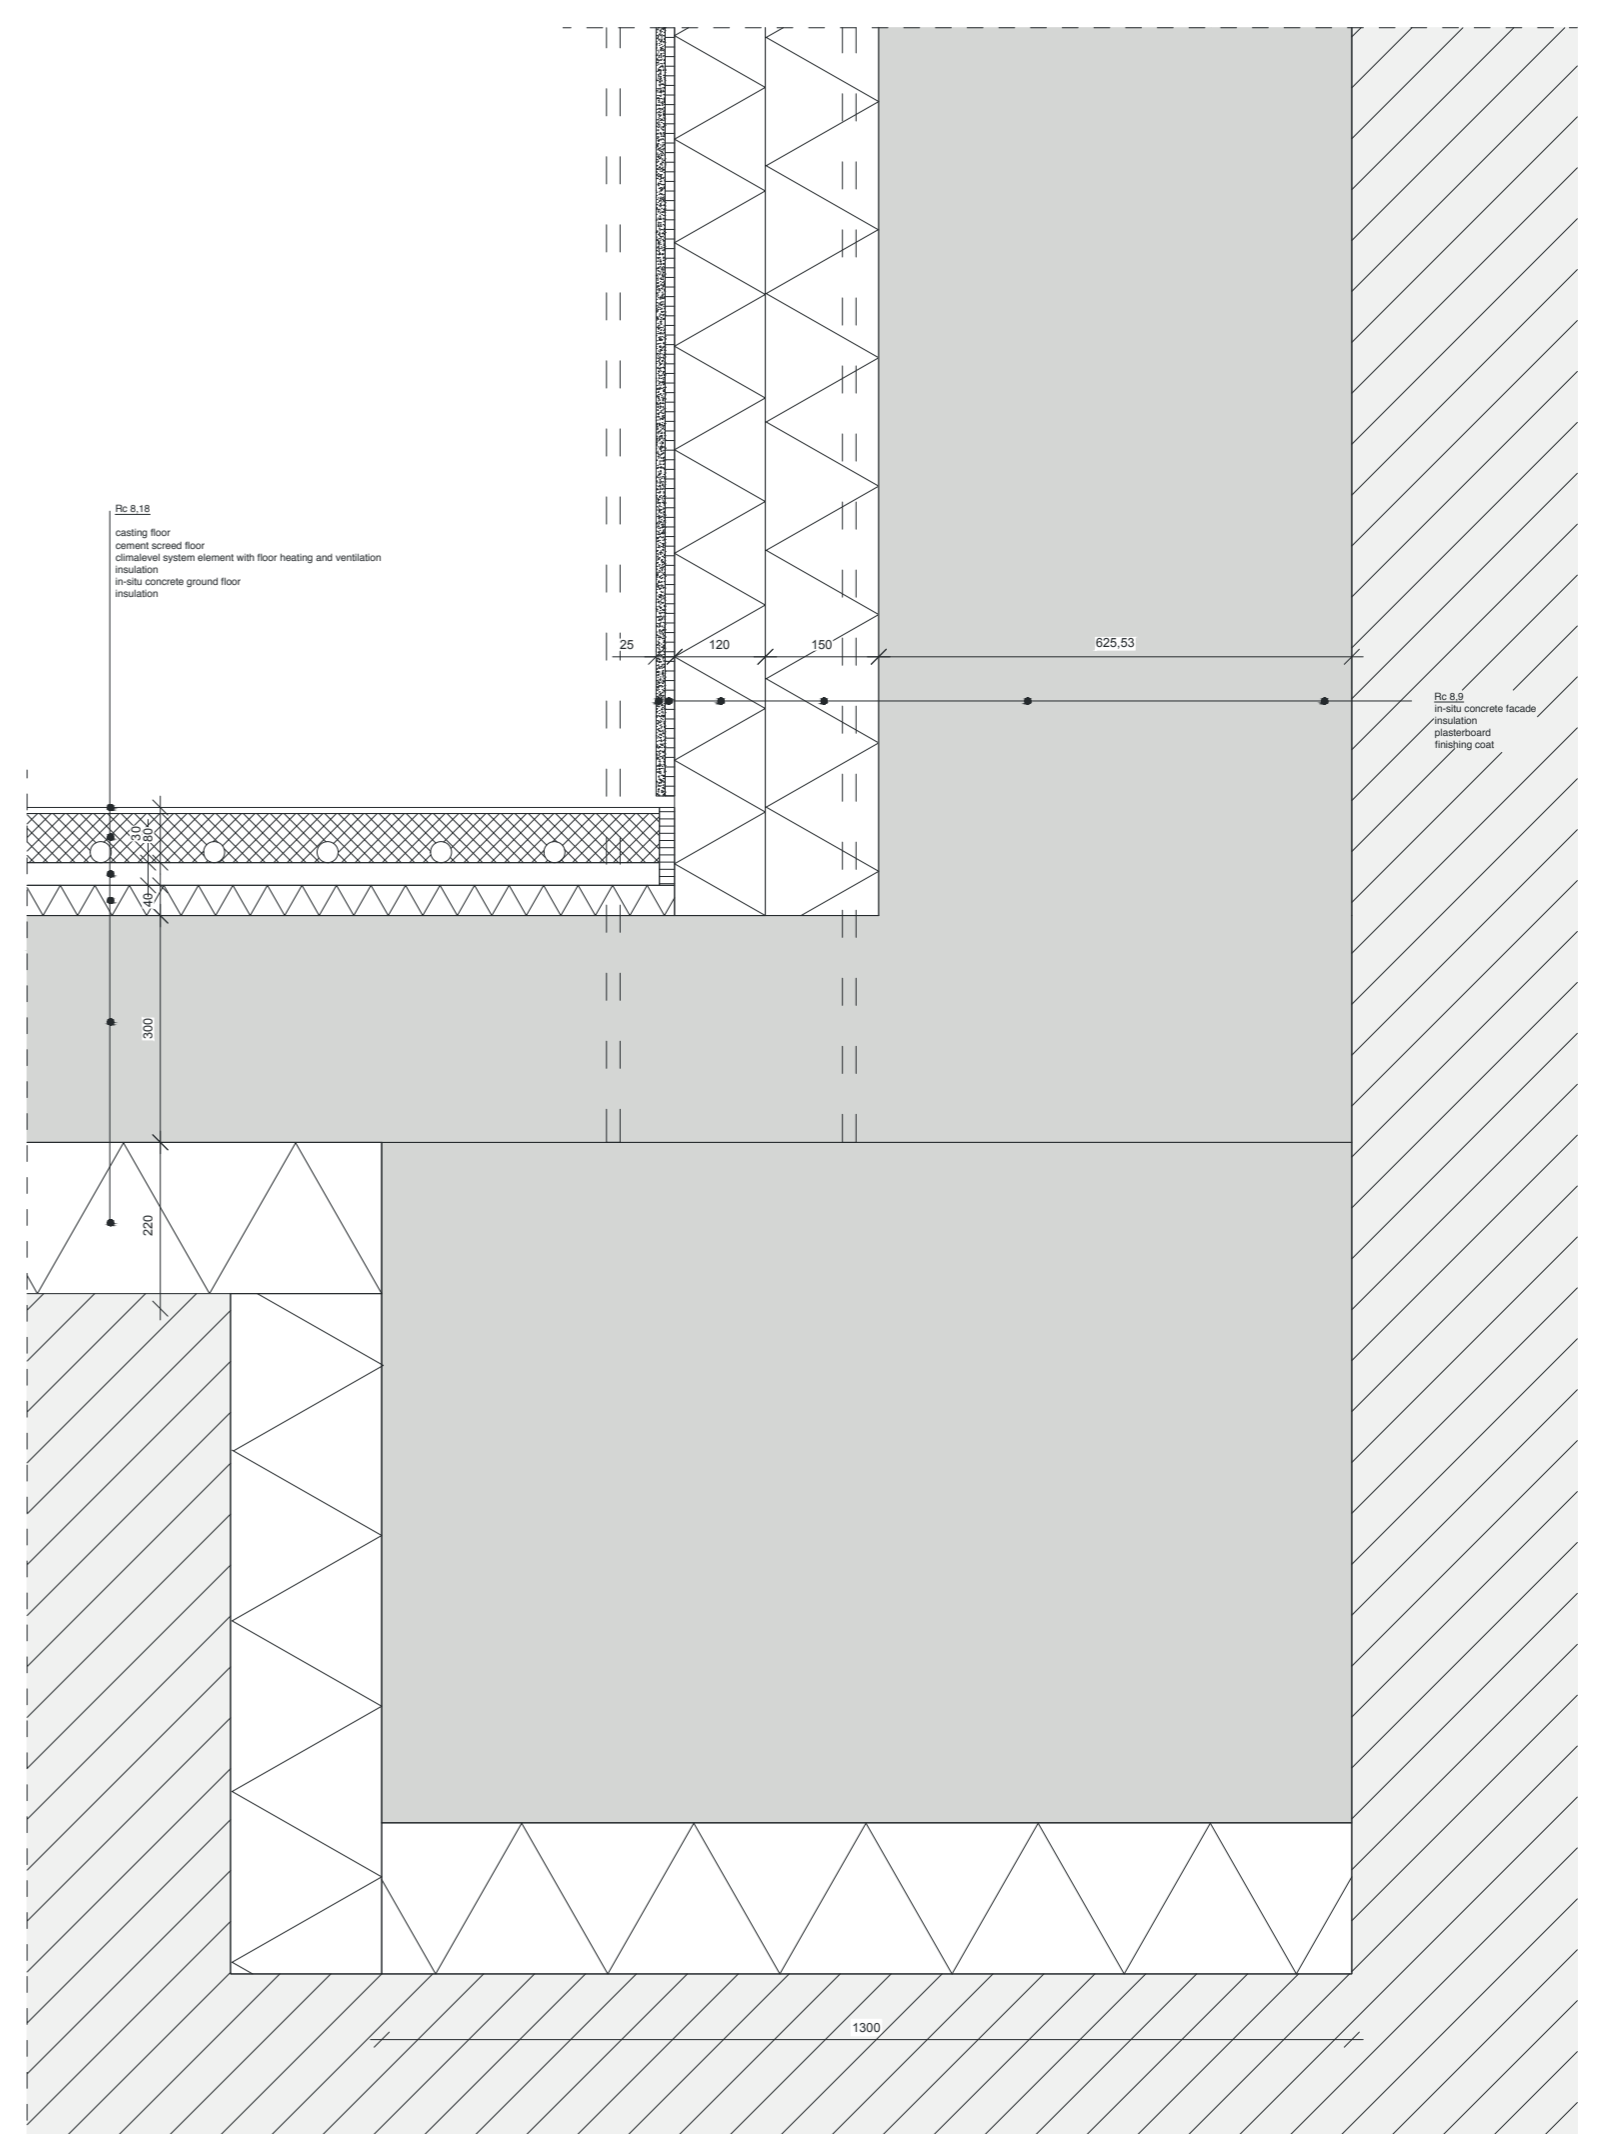 Rc 8,18
casting floor
cement screed floor
climalevel system element with floor heating and ventilation
insulation
in-situ concrete ground floor
insulation
25
120
150
625,53
Rc 8,9
in-situ concrete facade
insulation
plasterboard
finishing coat
30
80
40
300
220
1300